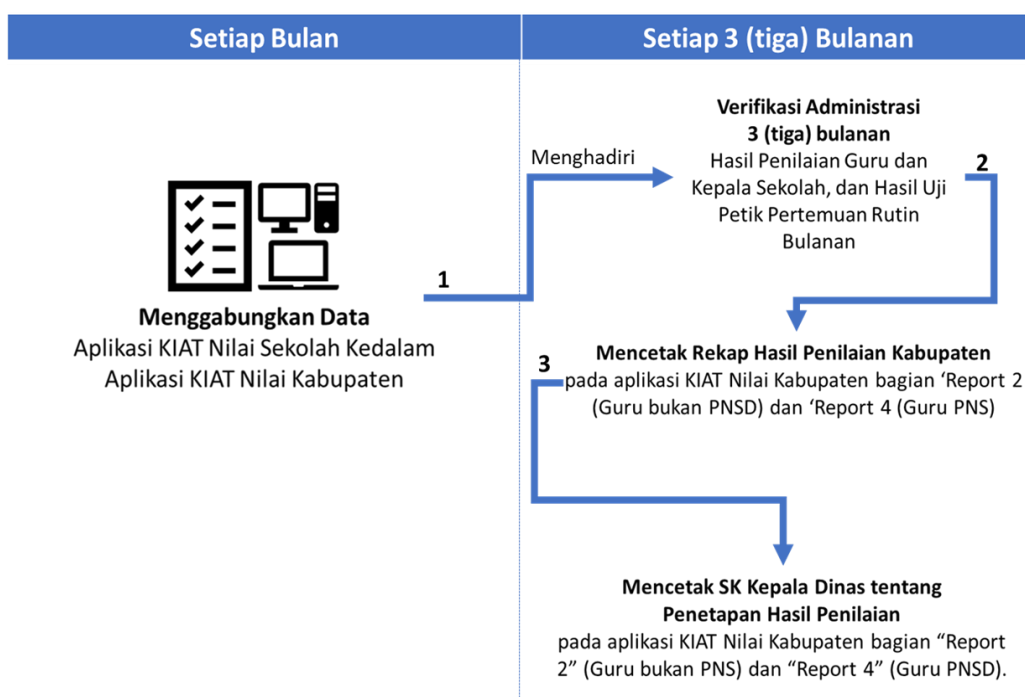 Setiap Bulan
Setiap 3 (tiga) Bulanan
Menggabungkan Data
Aplikasi KIAT Nilai Sekolah Kedalam
Aplikasi KIAT Nilai Kabupaten
1
Menghadiri
Verifikasi Administrasi
3 (tiga) bulanan
Hasil Penilaian Guru dan
Kepala Sekolah, dan Hasil Uji
Petik Pertemuan Rutin
Bulanan
2
Mencetak Rekap Hasil Penilaian Kabupaten
pada aplikasi KIAT Nilai Kabupaten bagian ‘Report 2
(Guru bukan PNSD) dan ‘Report 4 (Guru PNS)
3
Mencetak SK Kepala Dinas tentang
Penetapan Hasil Penilaian
pada aplikasi KIAT Nilai Kabupaten bagian “Report
2” (Guru bukan PNS) dan “Report 4” (Guru PNSD).